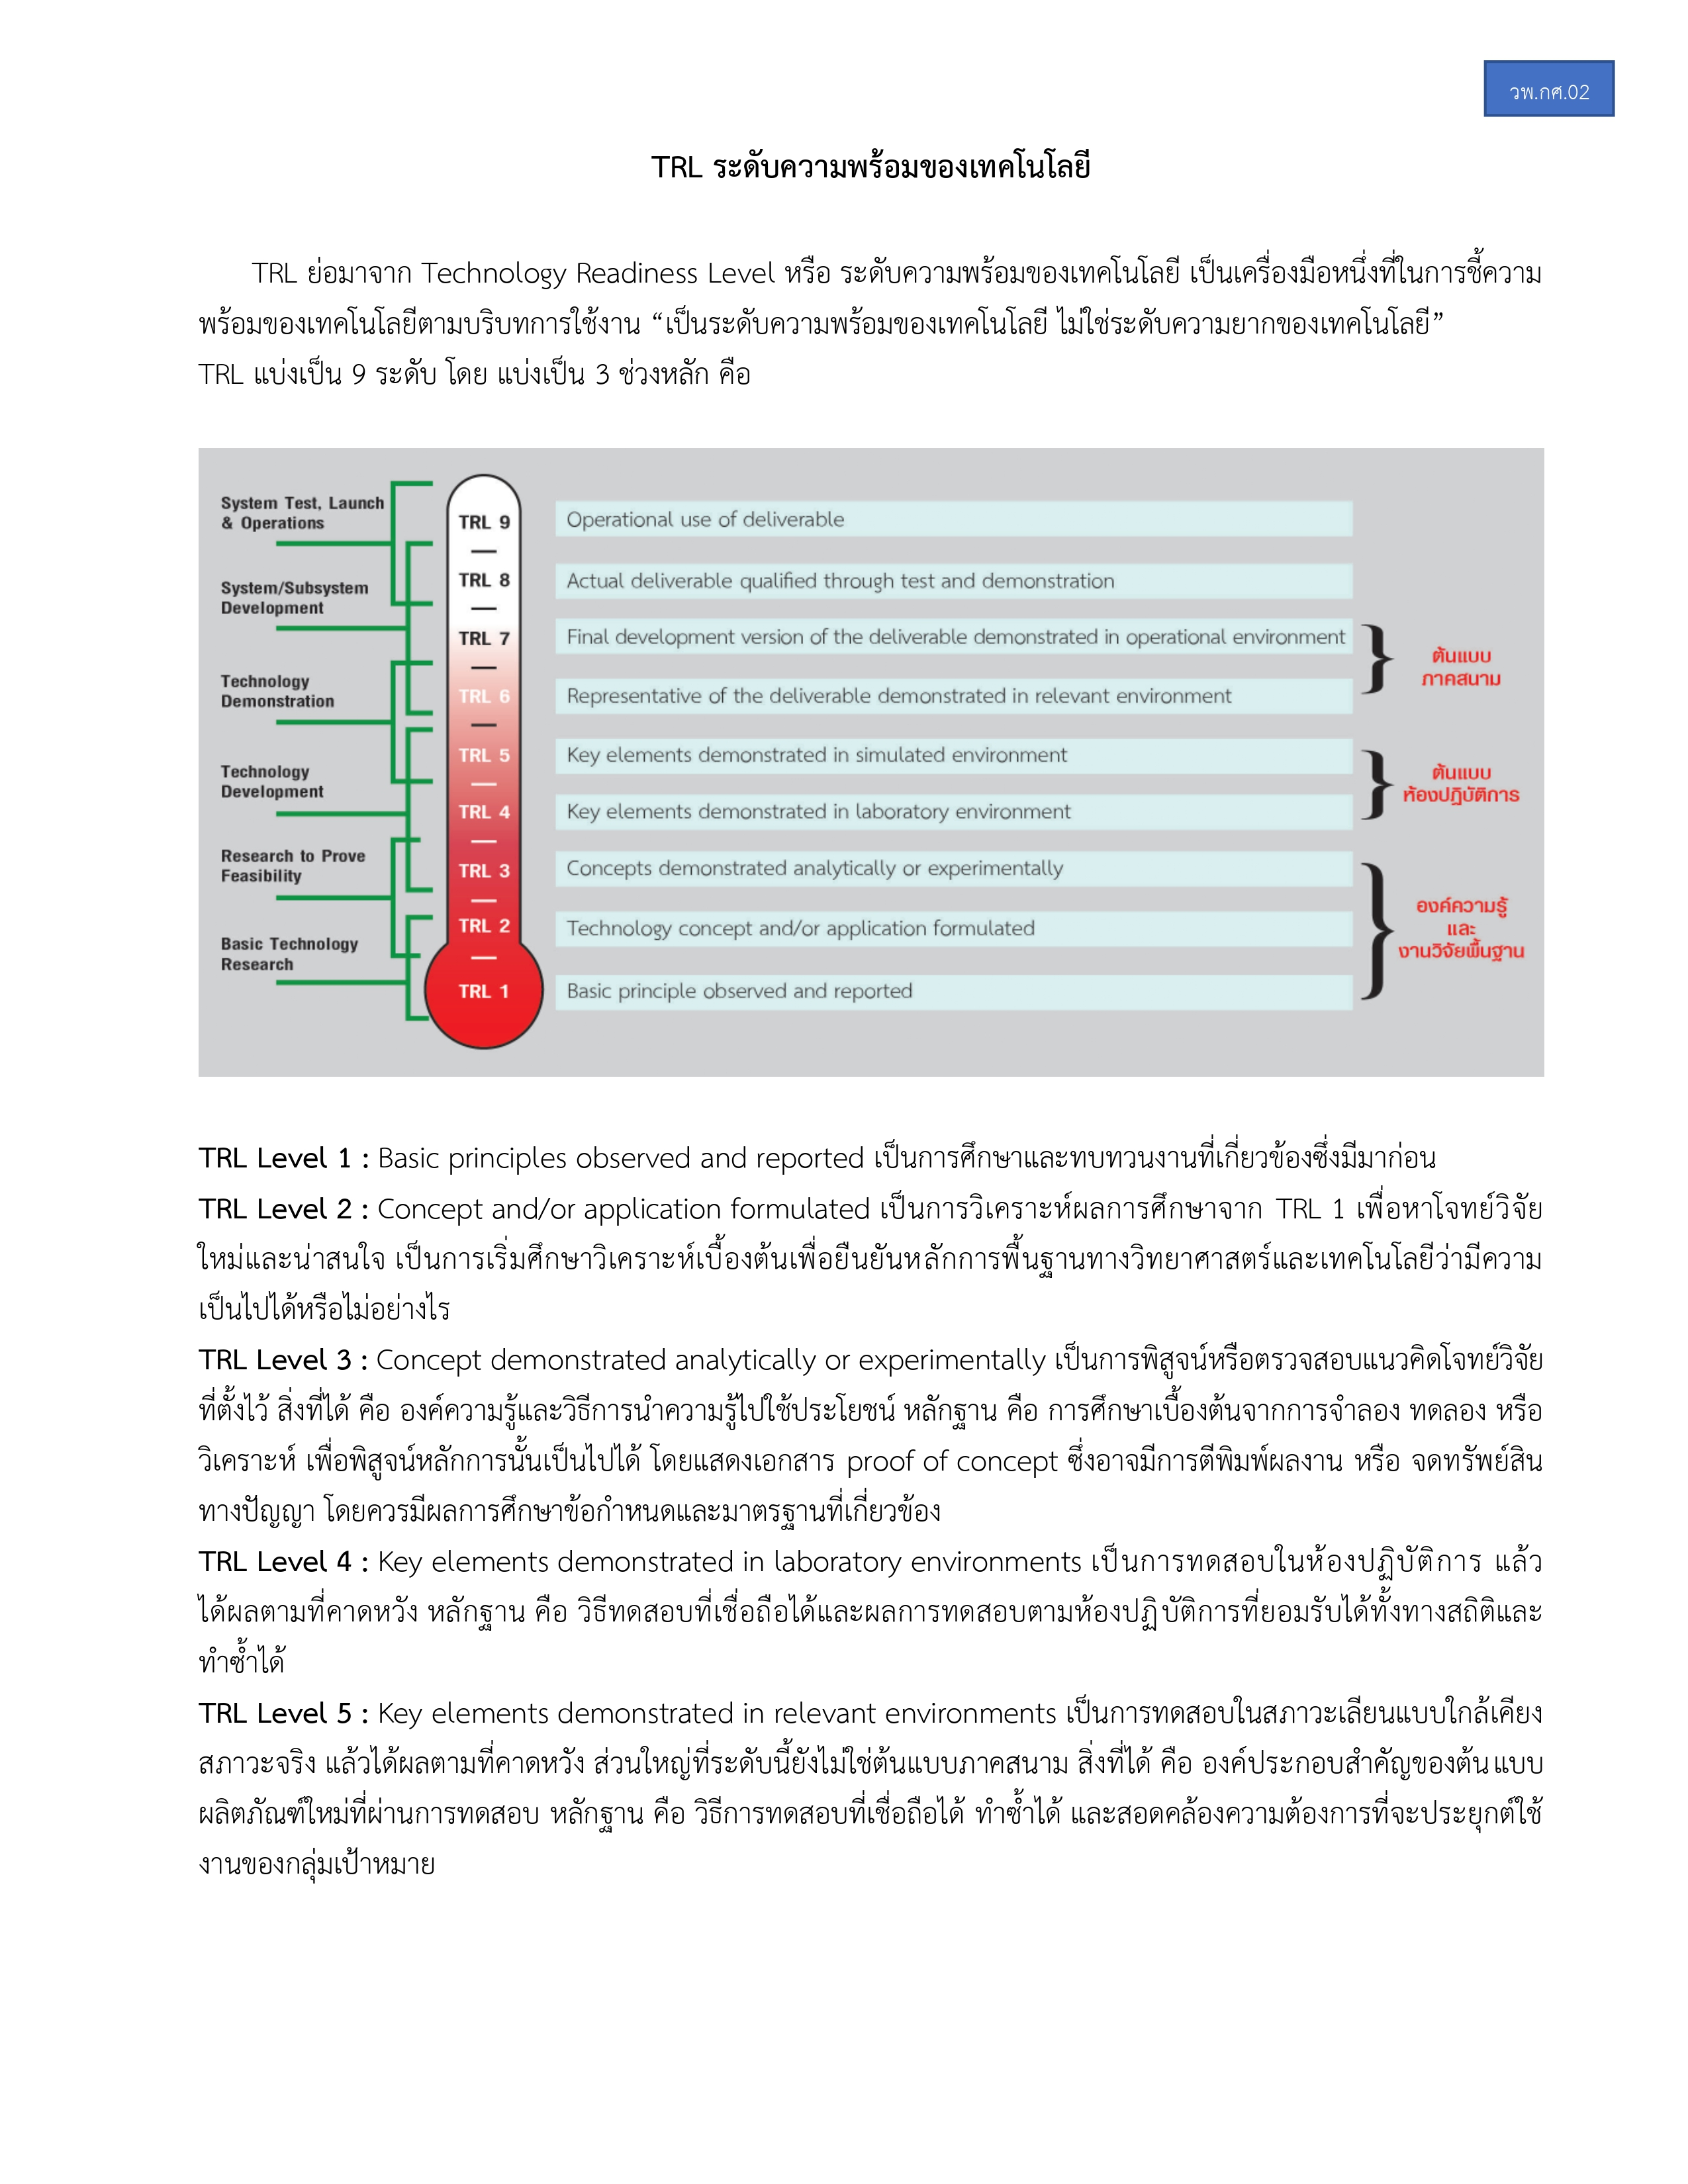 วพ.กศ.02
TRL ระดับความพร้อมของเทคโนโลยี
TRL ย่อมาจาก Technology Readiness Level หรือ ระดับความพร้อมของเทคโนโลยี เป็นเครื่องมือหนึ่งที่ในการชี้ความ
พร้อมของเทคโนโลยีตามบริบทการใช้งาน “เป็นระดับความพร้อมของเทคโนโลยี ไม่ใช่ระดับความยากของเทคโนโลยี”
TRL แบ่งเป็น 9 ระดับ โดย แบ่งเป็น 3 ช่วงหลัก คือ
System Test, Launch
& Operations
System/Subsystem
Development
Technology
Demonstration
Technology
Development
Research to Prove
Feasibility
Basic Technology
Research
TRL 9
Operational use of deliverable
TRL 8
Actual deliverable qualified through test and demonstration
TRL 7
Final development version of the deliverable demonstrated in operational environment
TRL 6
Representative of the deliverable demonstrated in relevant environment
TRL 5
Key elements demonstrated in simulated environment
TRL 4
Key elements demonstrated in laboratory environment
TRL 3
Concepts demonstrated analytically or experimentally
TRL 2
Technology concept and/or application formulated
TRL 1
Basic principle observed and reported
ต้นแบบ
ภาคสนาม
ต้นแบบ
ห้องปฏิบัติการ
องค์ความรู้
และ
งานวิจัยพื้นฐาน
TRL Level 1 : Basic principles observed and reported เป็นการศึกษาและทบทวนงานที่เกี่ยวข้องซึ่งมีมาก่อน
TRL Level 2 : Concept and/or application formulated เป็นการวิเคราะห์ผลการศึกษาจาก TRL 1 เพื่อหาโจทย์วิจัย
ใหม่และน่าสนใจ เป็นการเริ่มศึกษาวิเคราะห์เบื้องต้นเพื่อยืนยันหลักการพื้นฐานทางวิทยาศาสตร์และเทคโนโลยีว่ามีความ
เป็นไปได้หรือไม่อย่างไร
TRL Level 3 : Concept demonstrated analytically or experimentally เป็นการพิสูจน์หรือตรวจสอบแนวคิดโจทย์วิจัย
ที่ตั้งไว้ สิ่งที่ได้ คือ องค์ความรู้และวิธีการนำความรู้ไปใช้ประโยชน์ หลักฐาน คือ การศึกษาเบื้องต้นจากการจำลอง ทดลอง หรือ
วิเคราะห์ เพื่อพิสูจน์หลักการนั้นเป็นไปได้ โดยแสดงเอกสาร proof of concept ซึ่งอาจมีการตีพิมพ์ผลงาน หรือ จดทรัพย์สิน
ทางปัญญา โดยควรมีผลการศึกษาข้อกำหนดและมาตรฐานที่เกี่ยวข้อง
TRL Level 4 : Key elements demonstrated in laboratory environments เป็นการทดสอบในห้องปฏิบัติการ แล้ว
ได้ผลตามที่คาดหวัง หลักฐาน คือ วิธีทดสอบที่เชื่อถือได้และผลการทดสอบตามห้องปฏิบัติการที่ยอมรับได้ทั้งทางสถิติและ
ทำซ้ำได้
TRL Level 5 : Key elements demonstrated in relevant environments เป็นการทดสอบในสภาวะเลียนแบบใกล้เคียง
สภาวะจริง แล้วได้ผลตามที่คาดหวัง ส่วนใหญ่ที่ระดับนี้ยังไม่ใช่ต้นแบบภาคสนาม สิ่งที่ได้ คือ องค์ประกอบสำคัญของต้นแบบ
ผลิตภัณฑ์ใหม่ที่ผ่านการทดสอบ หลักฐาน คือ วิธีการทดสอบที่เชื่อถือได้ ทำซ้ำได้ และสอดคล้องความต้องการที่จะประยุกต์ใช้
งานของกลุ่มเป้าหมาย